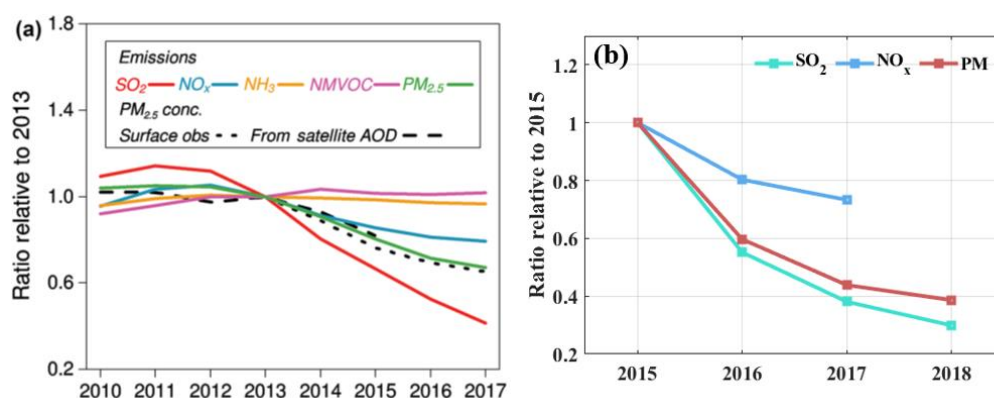 (a)
1.8
1.4
1.0
0.6
0.2
Ratio relative to 2013
Emissions
SO₂ NOₓ NH₃ NMVOC PM₂.₅
PM₂.₅ conc.
Surface obs From satellite AOD
2010 2011 2012 2013 2014 2015 2016 2017
(b)
SO₂ NOₓ PM
1.2
1
0.8
0.6
0.4
0.2
Ratio relative to 2015
2015 2016 2017 2018